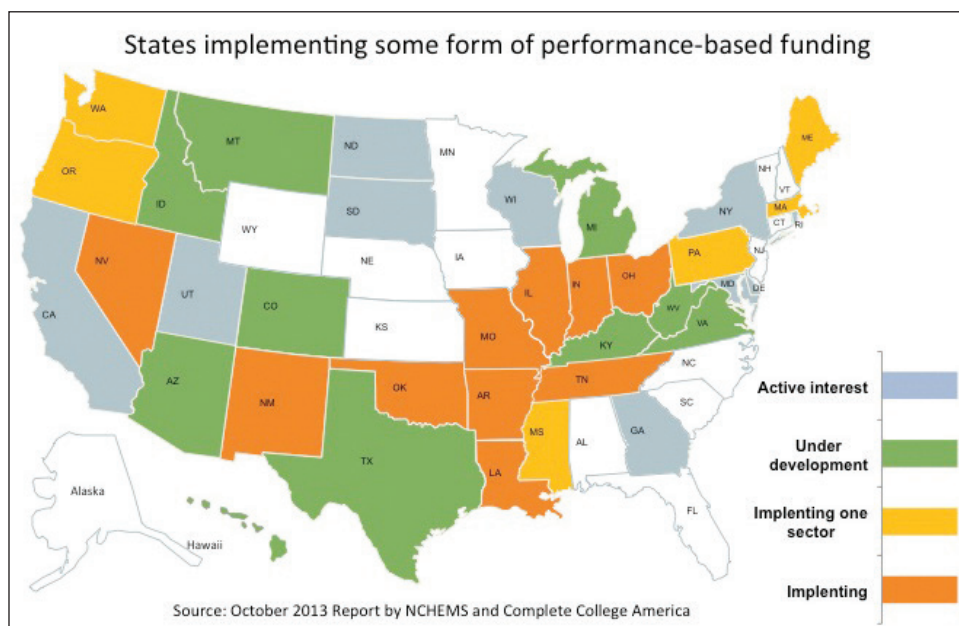 States implementing some form of performance-based funding
WA
OR
MT
ID
ND
MN
SD
WI
WY
NE
IA
NV
UT
CA
CO
KS
AZ
NM
OK
TX
MO
AR
LA
IL
IN
OH
MI
KY
TN
MS
AL
GA
WV
VA
NC
SC
FL
PA
NY
MD
DE
NJ
CT
RI
MA
VT
NH
ME
Alaska
Hawaii
Active interest
Under
development
Implenting one
sector
Implenting
Source: October 2013 Report by NCHEMS and Complete College America